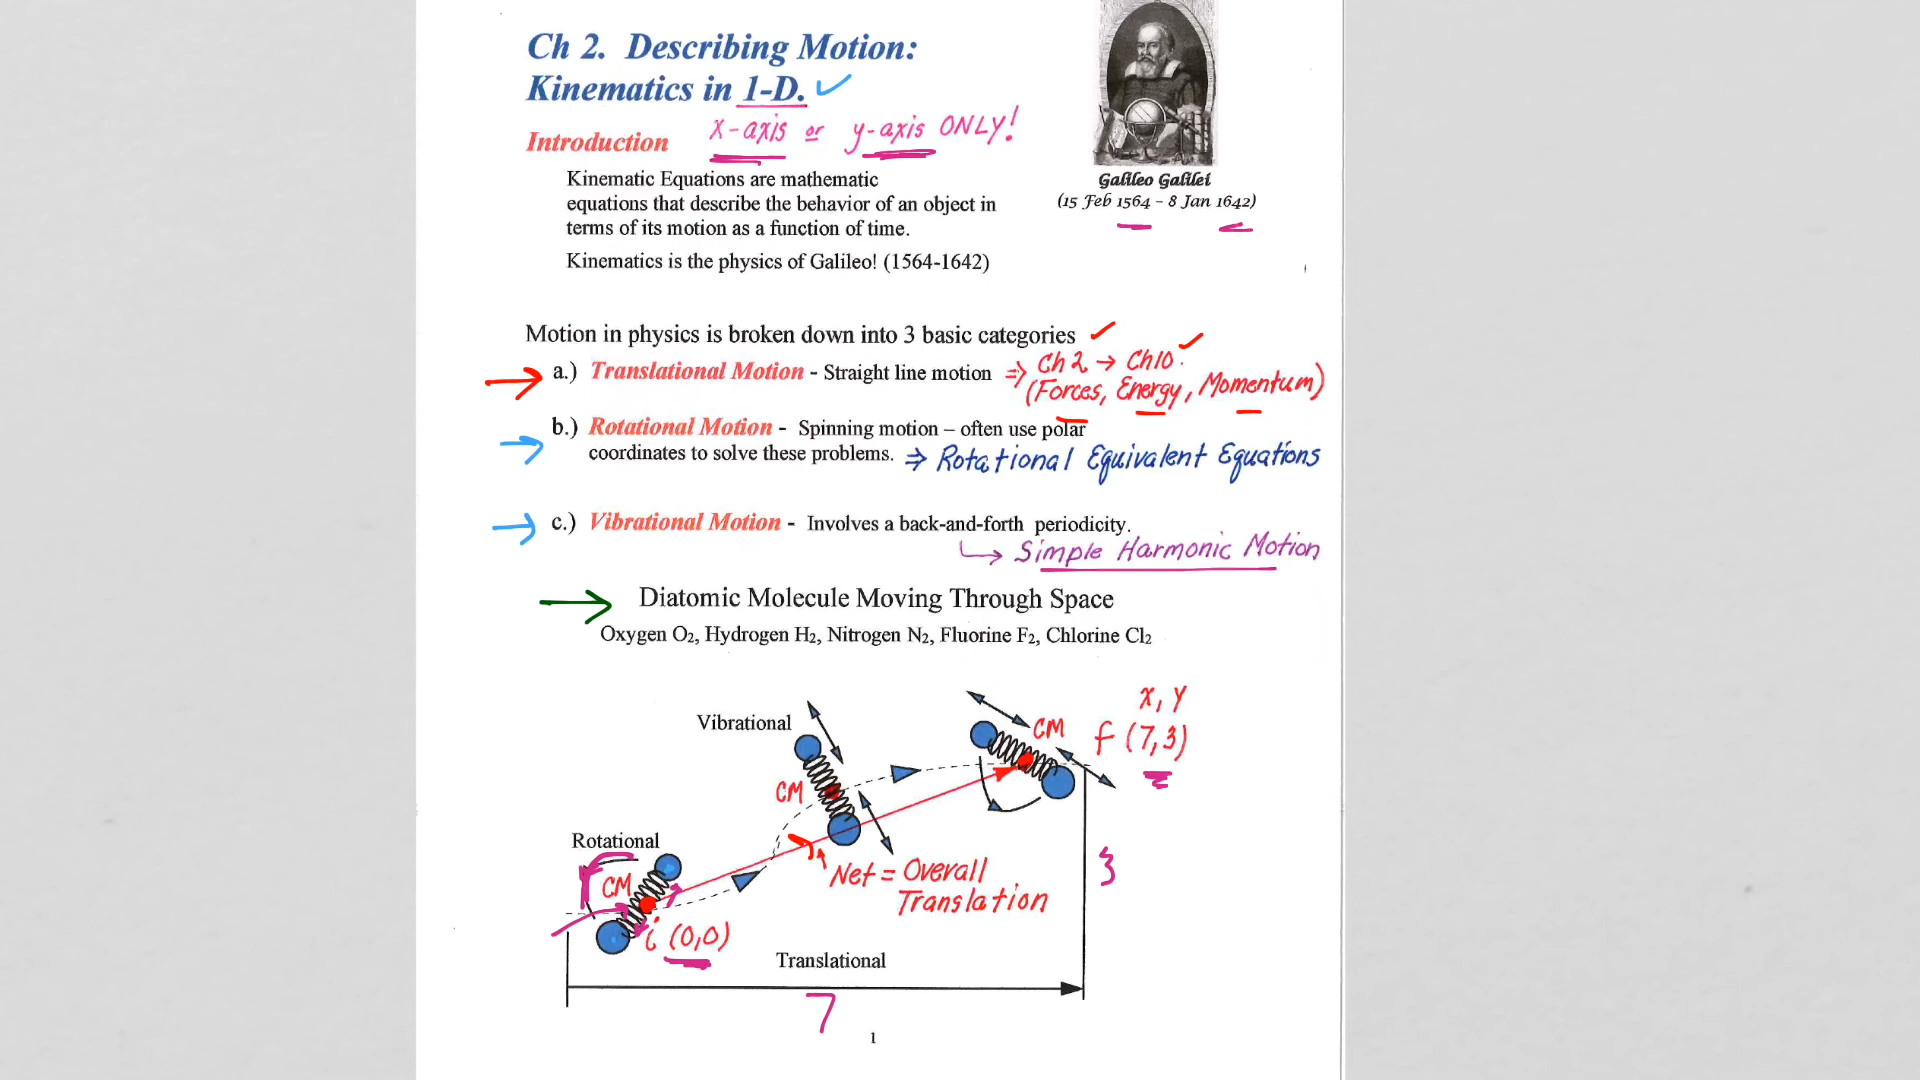 Ch 2. Describing Motion:
Kinematics in 1-D.
Introduction x-axis or y-axis ONLY!
Kinematic Equations are mathematic
equations that describe the behavior of an object in
terms of its motion as a function of time.
Kinematics is the physics of Galileo! (1564-1642)
Galileo Galilei
(15 Feb 1564 – 8 Jan 1642)
Motion in physics is broken down into 3 basic categories
a.) Translational Motion - Straight line motion ⇒ Ch 2 → Ch10.
(Forces, Energy, Momentum)
b.) Rotational Motion - Spinning motion – often use polar
coordinates to solve these problems. ⇒ Rotational Equivalent Equations
c.) Vibrational Motion - Involves a back-and-forth periodicity.
↳ Simple Harmonic Motion
Diatomic Molecule Moving Through Space
Oxygen O₂, Hydrogen H₂, Nitrogen N₂, Fluorine F₂, Chlorine Cl₂
X, Y
Vibrational
CM
f (7,3)
CM
Rotational
CM
3
Net = Overall
Translation
i (0,0)
Translational
7
1